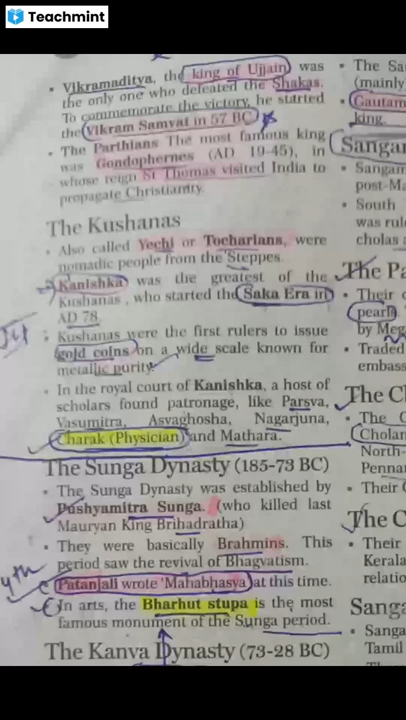 Teachmint
• Vikramaditya, the king of Ujjain was
the only one who defeated the Shakas.
To commemorate the victory, he started
the Vikram Samvat in 57 BC
• The Parthians The most famous king
was Gondophernes (AD 19-45), in
whose reign St Thomas visited India to
propagate Christianity.
The Kushanas
• Also called Yechi or Tocharians, were
nomadic people from the Steppes.
• Kanishka was the greatest of the
Kushanas , who started the Saka Era in
AD 78.
• Kushanas were the first rulers to issue
gold coins on a wide scale known for
metallic purity.
• In the royal court of Kanishka, a host of
scholars found patronage, like Parsva,
Vasumitra, Asvaghosha, Nagarjuna,
Charak (Physician) and Mathara.
The Sunga Dynasty (185-73 BC)
• The Sunga Dynasty was established by
Pushyamitra Sunga. (who killed last
Mauryan King Brihadratha)
• They were basically Brahmins. This
period saw the revival of Bhagvatism.
4th
Patanjali wrote 'Mahabhasya' at this time.
In arts, the Bharhut stupa is the most
famous monument of the Sunga period.
The Kanva Dynasty (73-28 BC)
• The Sa
(mainly
• Gautam
king.
Sangar
• Sangam
post-Ma
• South
was rule
cholas a
The Pa
• Their c
pearls
by Meg
• Traded
embass
The Ch
• The C
Cholan
North-
Penna
• Their
The C
• Their
Kerala
relatio
Sanga
• Sanga
Tamil